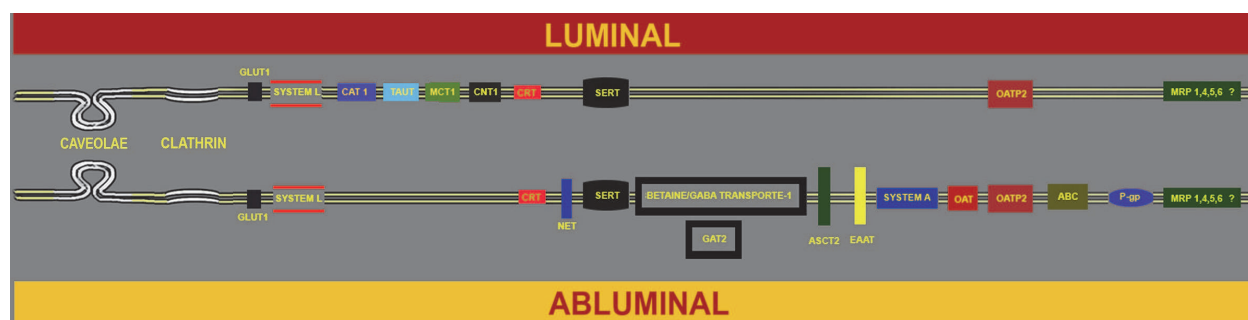 LUMINAL
GLUT1
SYSTEM L
CAT 1
TAUT
MCT1
CNT1
CRT
SERT
OATP2
MRP 1,4,5,6 ?
CAVEOLAE
CLATHRIN
GLUT1
SYSTEM L
CRT
NET
SERT
BETAINE/GABA TRANSPORTE-1
GAT2
ASCT2
EAAT
SYSTEM A
OAT
OATP2
ABC
P-gp
MRP 1,4,5,6 ?
ABLUMINAL